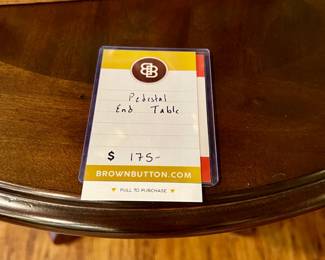 BB
Pedestal
End Table
$ 175-
BROWNBUTTON.COM
PULL TO PURCHASE